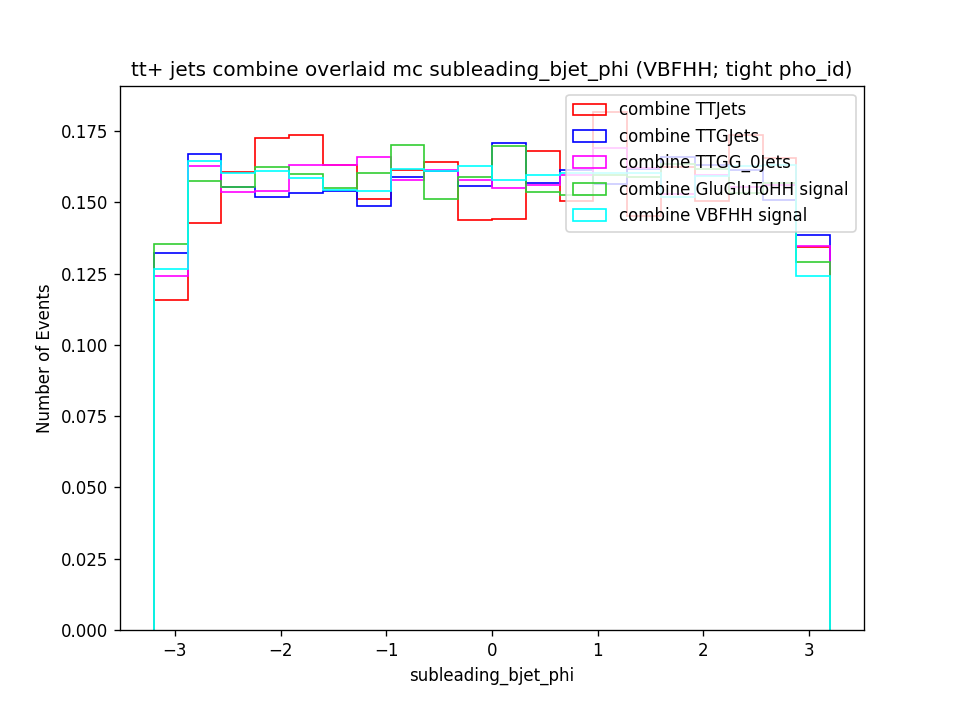 tt+ jets combine overlaid mc subleading_bjet_phi (VBFHH; tight pho_id)
combine TTJets
combine TTGJets
combine TTGG_0Jets
combine GluGluToHH signal
combine VBFHH signal
Number of Events
0.175
0.150
0.125
0.100
0.075
0.050
0.025
0.000
−3
−2
−1
0
1
2
3
subleading_bjet_phi